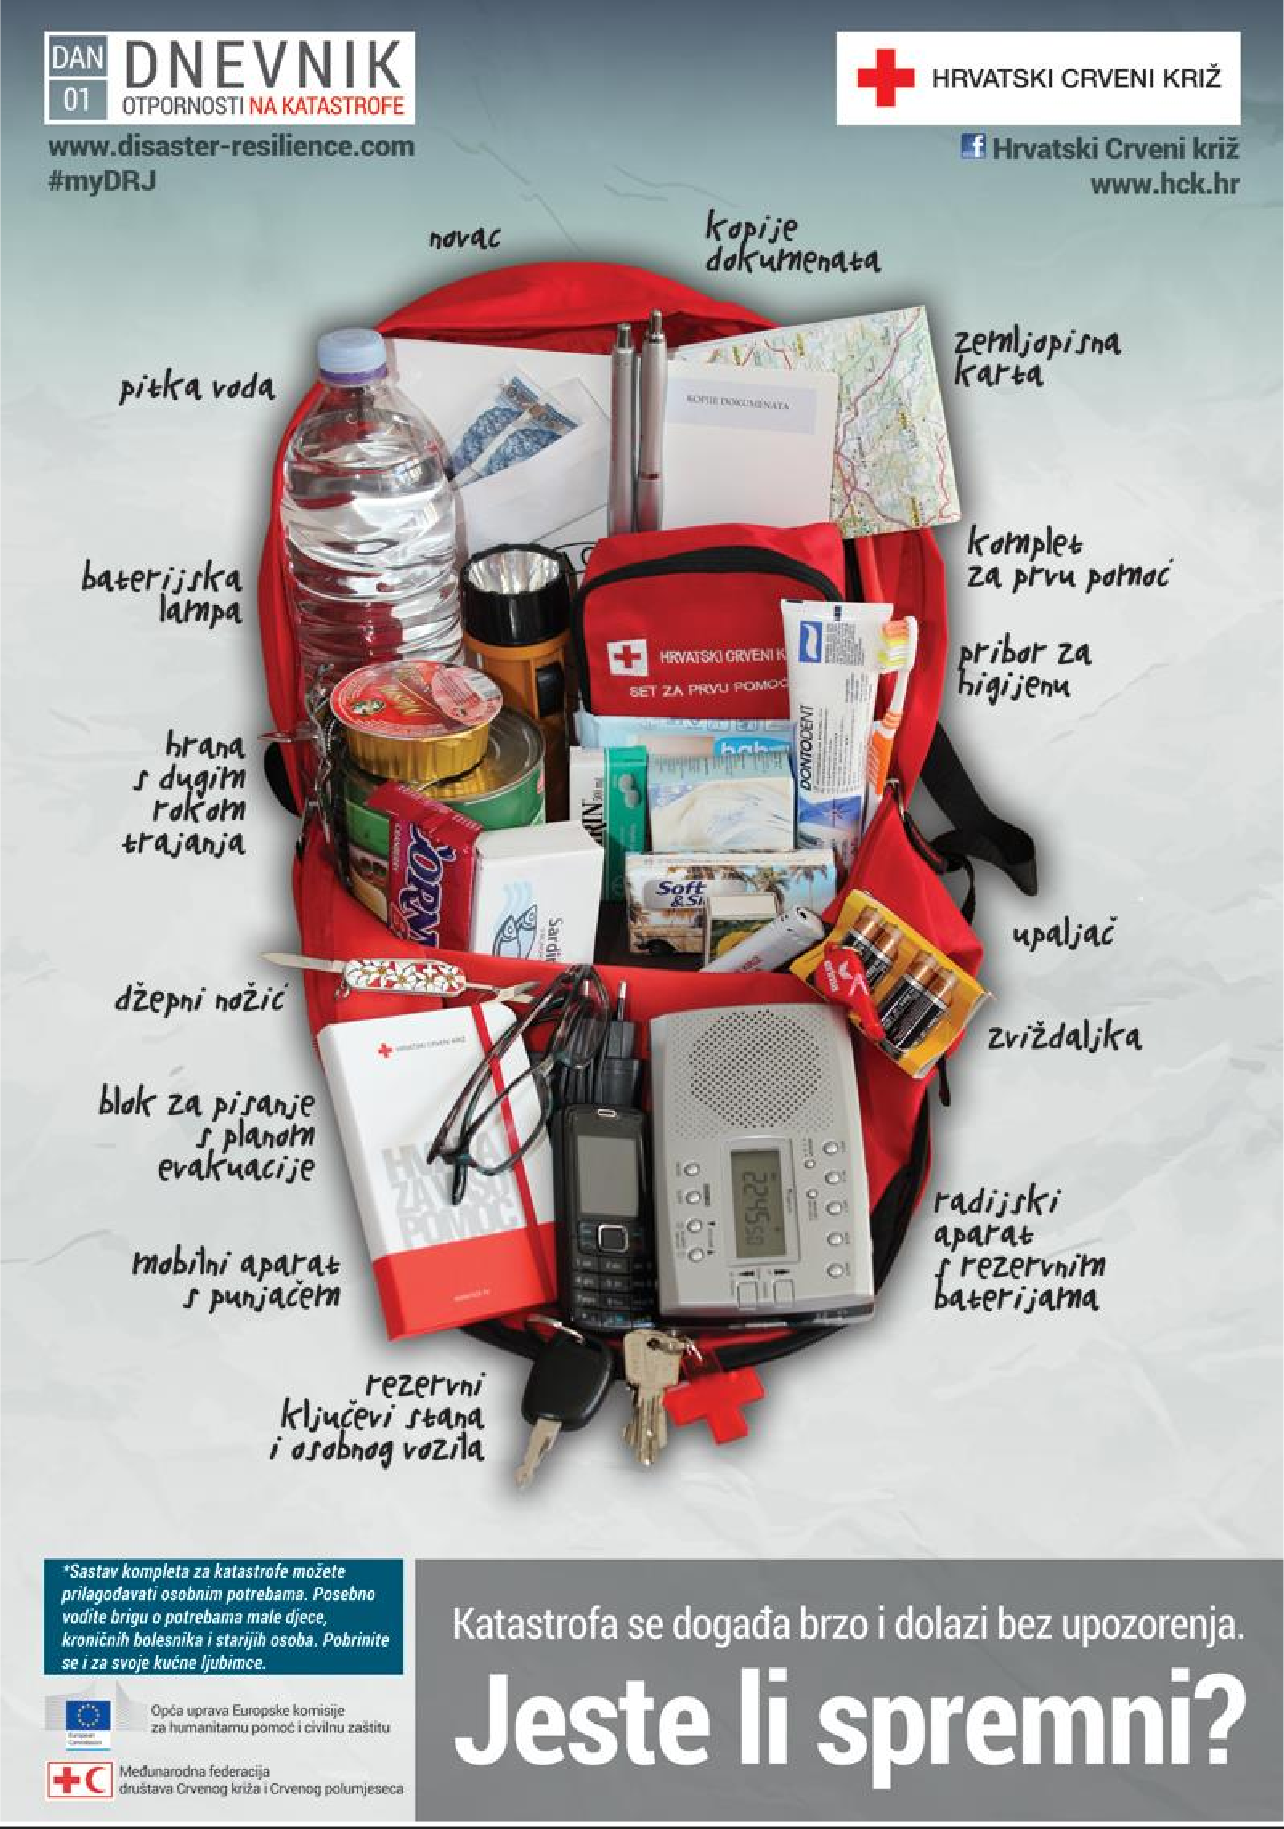 DAN
01
DNEVNIK
OTPORNOSTI NA KATASTROFE
www.disaster-resilience.com
#myDRJ
HRVATSKI CRVENI KRIŽ
Hrvatski Crveni križ
www.hck.hr
novac
kopije
dokumenata
zemljopisna
karta
pitka voda
KOPIJE DOKUMENATA
komplet
za prvu pomoć
baterijska
lampa
HRVATSKI CRVENI K
SET ZA PRVU POMOĆ
pribor za
higijenu
DONTODENT
hrana
s dugim
rokom
trajanja
Soft
upaljač
džepni nožić
zviždaljka
HRVATSKI CRVENI KRIŽ
blok za pisanje
s planom
evakuacije
radijski
aparat
s rezervnim
baterijama
mobilni aparat
s punjačem
rezervni
ključevi stana
i osobnog vozila
*Sastav kompleta za katastrofe možete
prilagođavati osobnim potrebama. Posebno
vodite brigu o potrebama male djece,
kroničnih bolesnika i starijih osoba. Pobrinite
se i za svoje kućne ljubimce.
European
Commission
Opća uprava Europske komisije
za humanitarnu pomoć i civilnu zaštitu
Međunarodna federacija
društava Crvenog križa i Crvenog polumjeseca
Katastrofa se događa brzo i dolazi bez upozorenja.
Jeste li spremni?